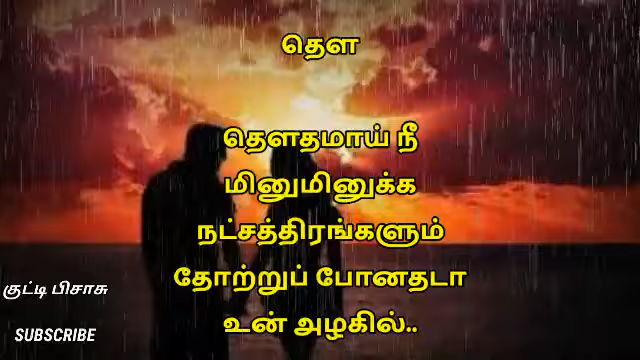 தௌ
தௌதமாய் நீ
மினுமினுக்க
நட்சத்திரங்களும்
தோற்றுப் போனதடா
உன் அழகில்..
குட்டி பிசாசு
SUBSCRIBE